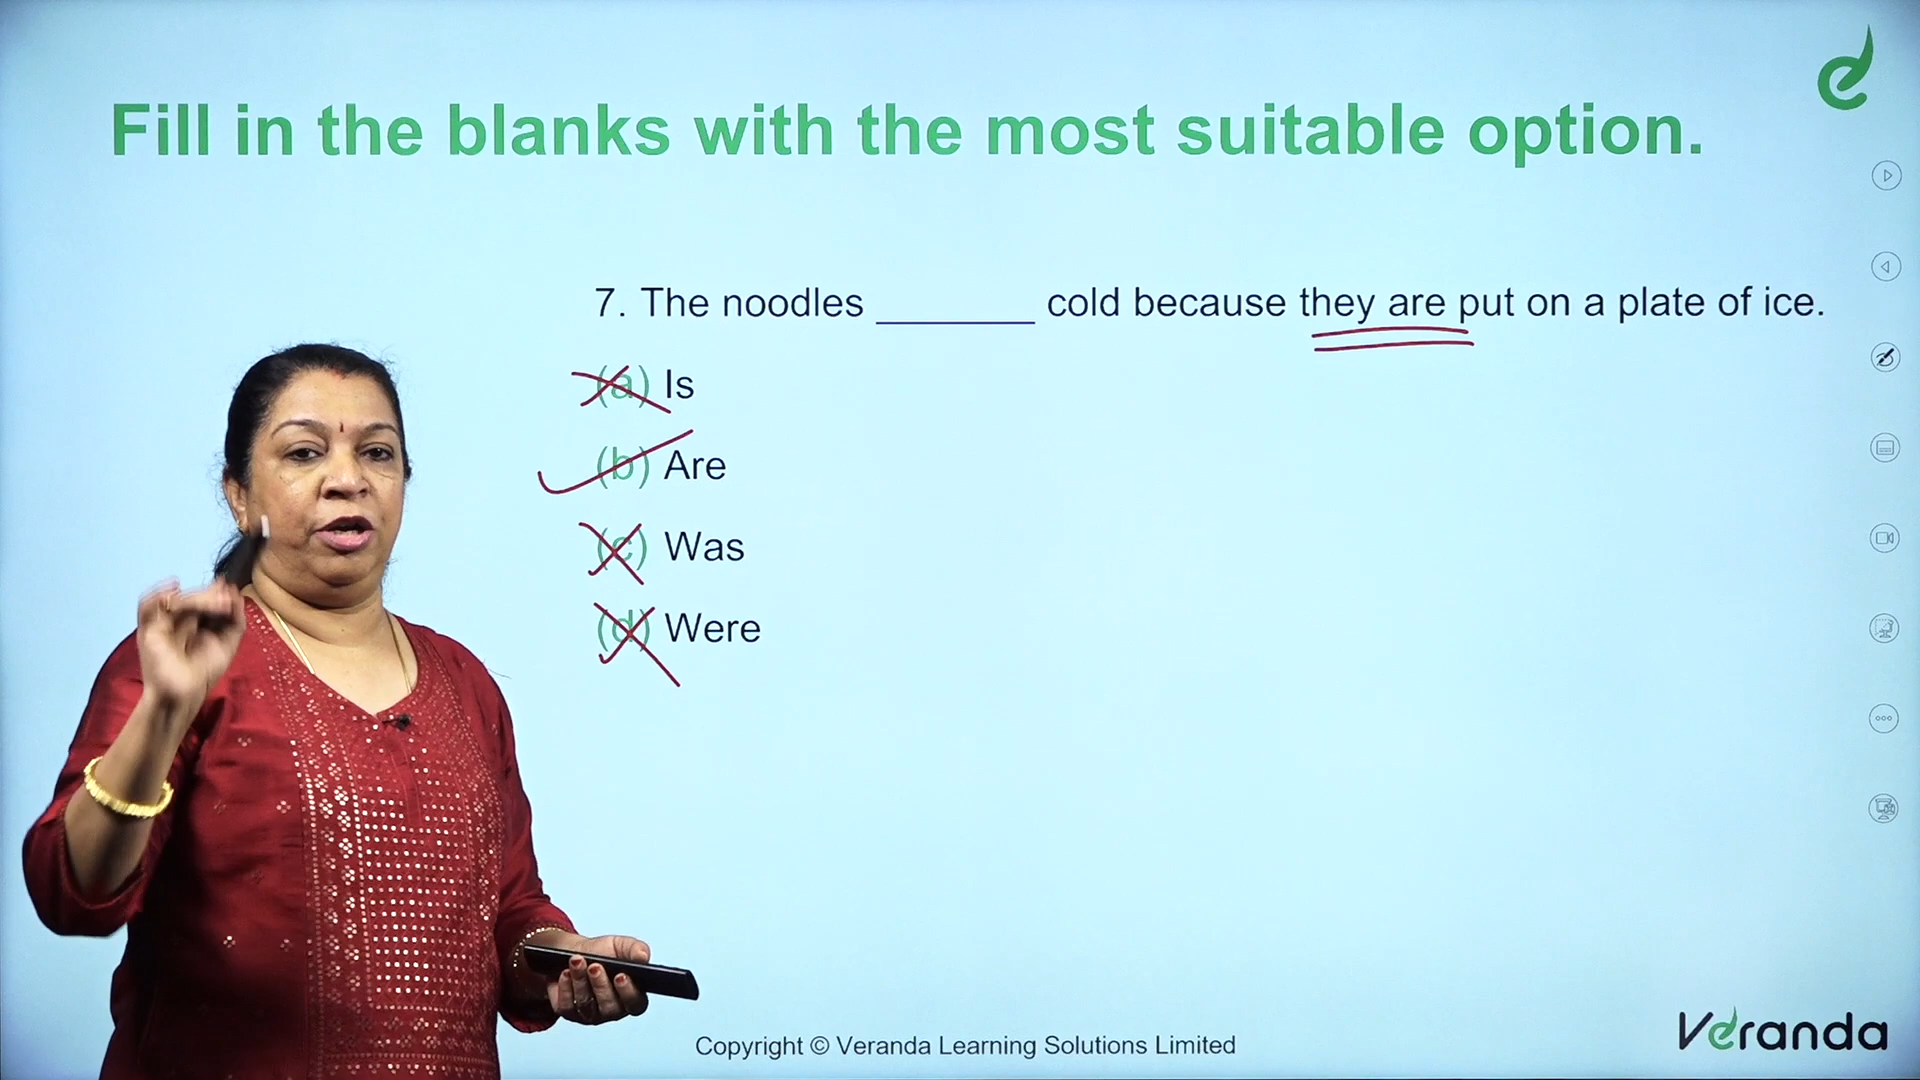 Fill in the blanks with the most suitable option.
7. The noodles ________ cold because they are put on a plate of ice.
(a) Is
(b) Are
(c) Was
(d) Were
Copyright © Veranda Learning Solutions Limited
Veranda